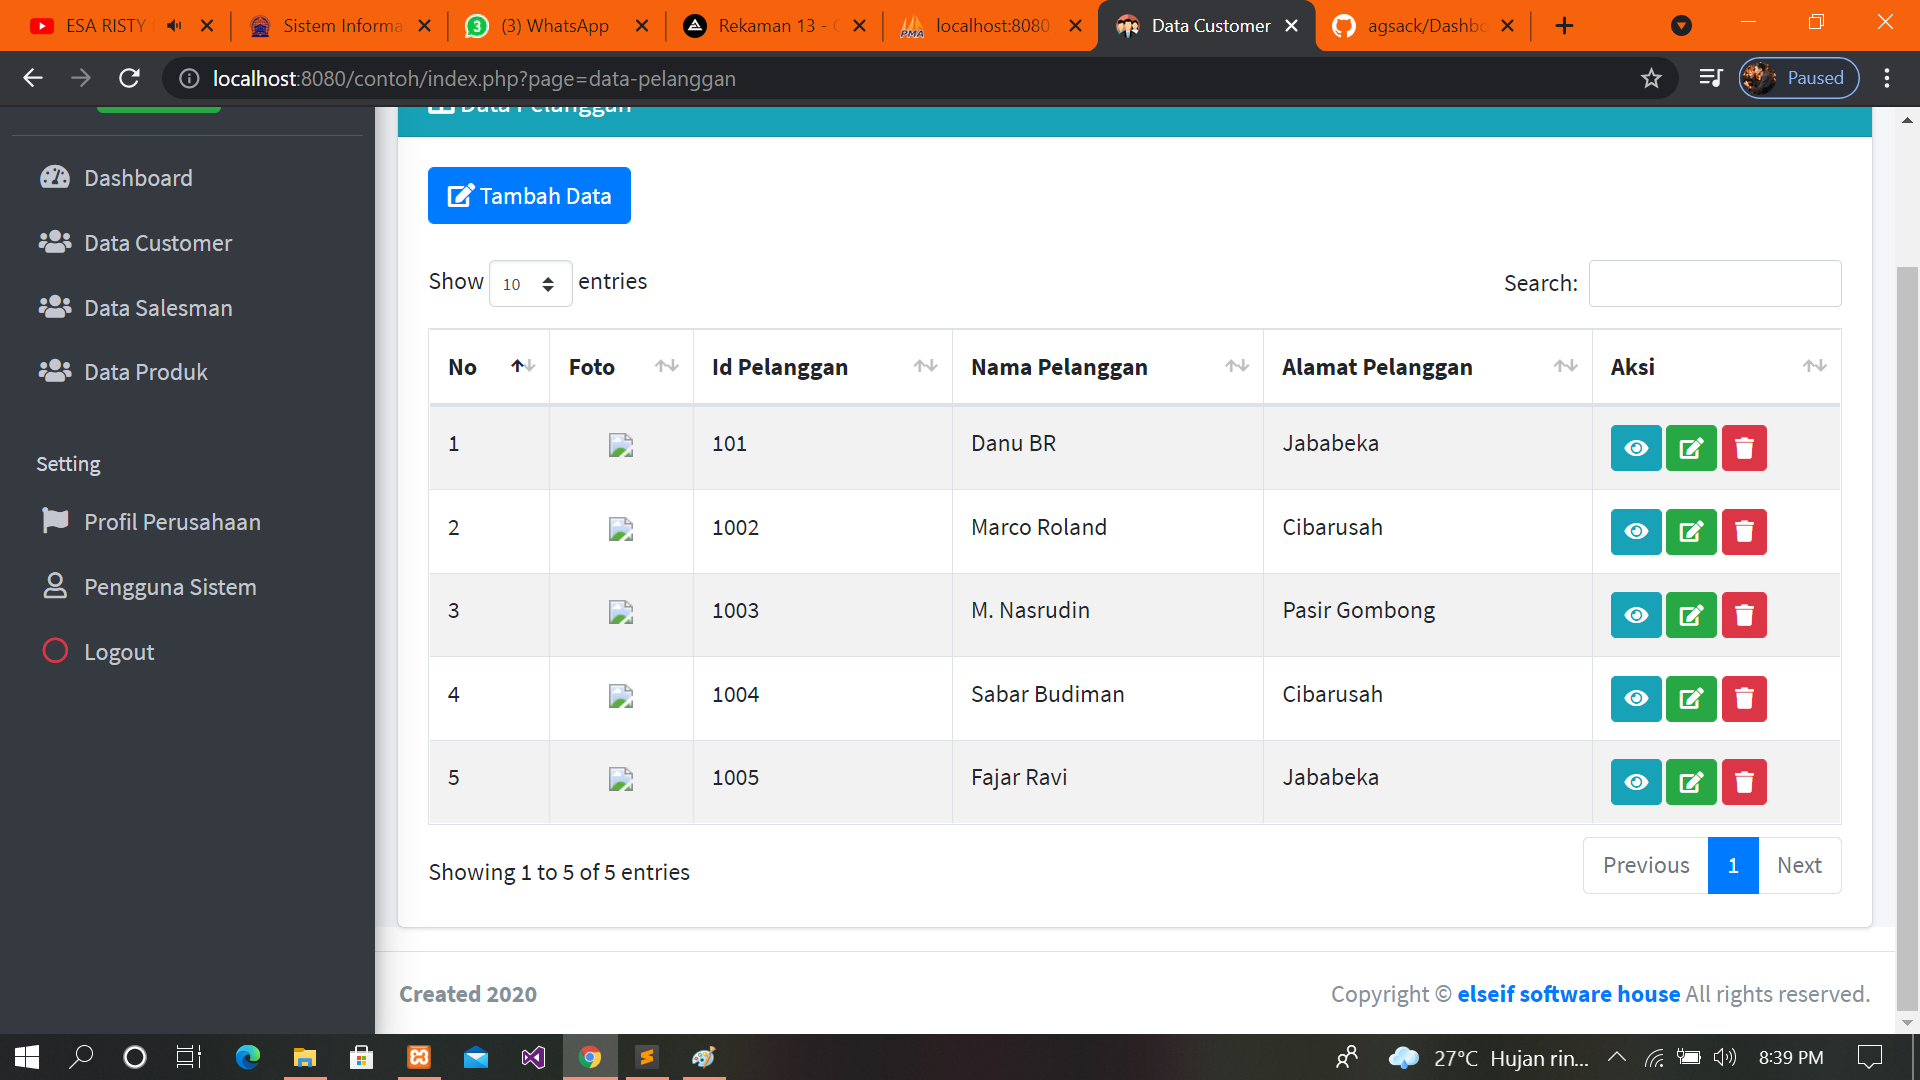 ESA RISTY
Sistem Informa
(3) WhatsApp
Rekaman 13 -
localhost:8080
Data Customer
agsack/Dashbo
localhost:8080/contoh/index.php?page=data-pelanggan
Paused
Data Pelanggan
Dashboard
Data Customer
Data Salesman
Data Produk
Setting
Profil Perusahaan
Pengguna Sistem
Logout
Tambah Data
Show 10 entries
Search:
No Foto Id Pelanggan Nama Pelanggan Alamat Pelanggan Aksi
1 101 Danu BR Jababeka
2 1002 Marco Roland Cibarusah
3 1003 M. Nasrudin Pasir Gombong
4 1004 Sabar Budiman Cibarusah
5 1005 Fajar Ravi Jababeka
Showing 1 to 5 of 5 entries
Previous 1 Next
Created 2020
Copyright © elseif software house All rights reserved.
27°C Hujan rin...
8:39 PM